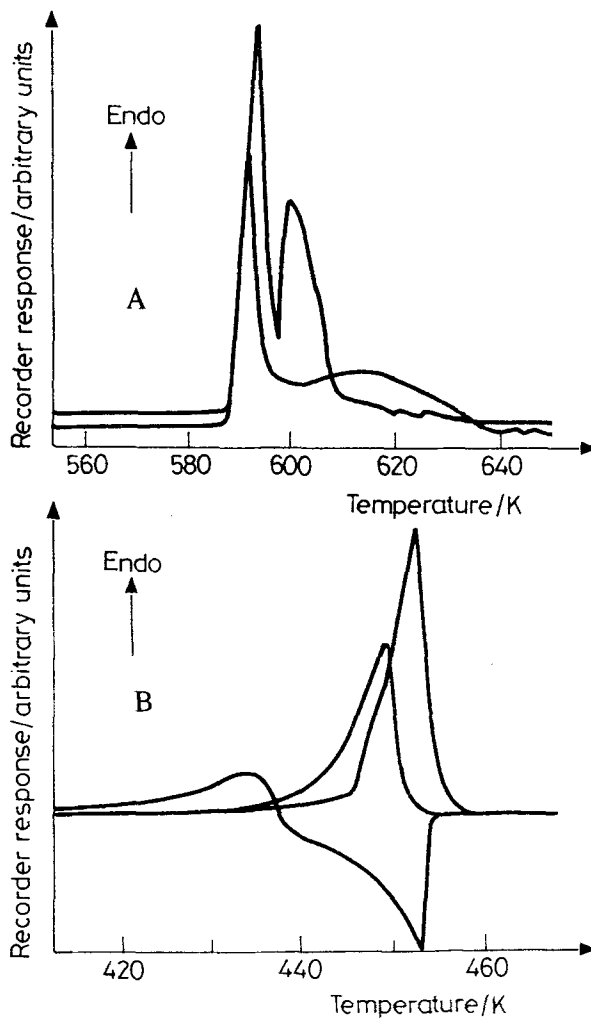 Recorder response/arbitrary units
Endo
A
560 580 600 620 640
Temperature/K
Recorder response/arbitrary units
Endo
B
420 440 460
Temperature/K